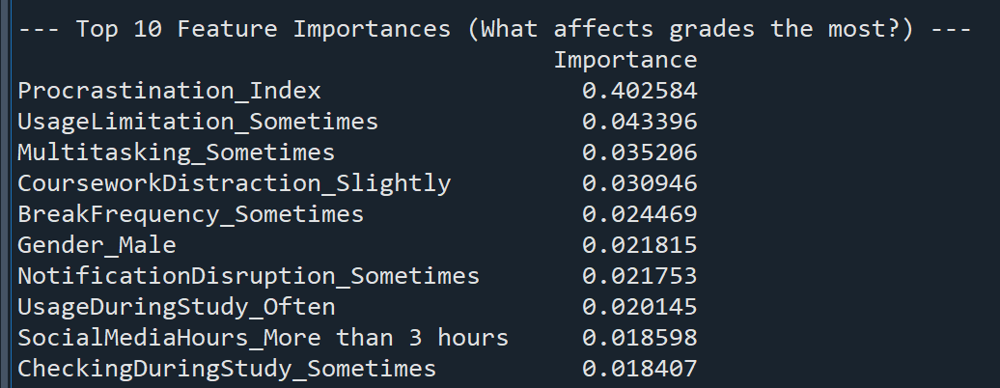 --- Top 10 Feature Importances (What affects grades the most?) ---
Importance
Procrastination_Index 0.402584
UsageLimitation_Sometimes 0.043396
Multitasking_Sometimes 0.035206
CourseworkDistraction_Slightly 0.030946
BreakFrequency_Sometimes 0.024469
Gender_Male 0.021815
NotificationDisruption_Sometimes 0.021753
UsageDuringStudy_Often 0.020145
SocialMediaHours_More than 3 hours 0.018598
CheckingDuringStudy_Sometimes 0.018407